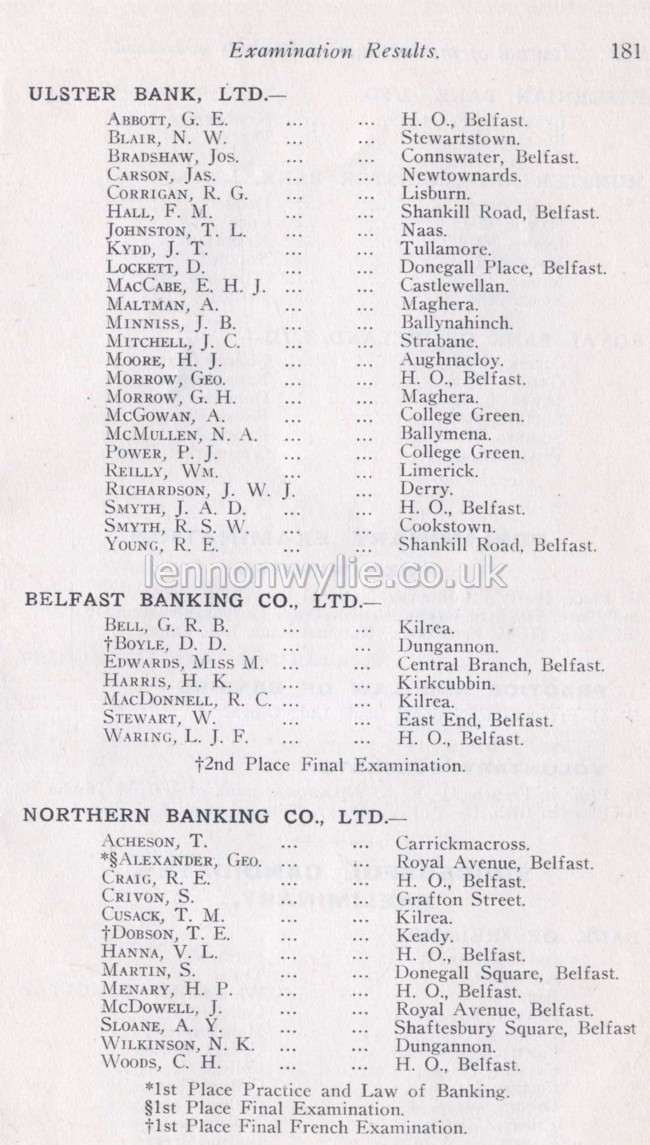 Examination Results. 181
ULSTER BANK, LTD.—
ABBOTT, G. E. ... ... H. O., Belfast.
BLAIR, N. W. ... ... Stewartstown.
BRADSHAW, JOS. ... ... Connswater, Belfast.
CARSON, JAS. ... ... Newtownards.
CORRIGAN, R. G. ... ... Lisburn.
HALL, F. M. ... ... Shankill Road, Belfast.
JOHNSTON, T. L. ... ... Naas.
KYDD, J. T. ... ... Tullamore.
LOCKETT, D. ... ... Donegall Place, Belfast.
MACCABE, E. H. J. ... ... Castlewellan.
MALTMAN, A. ... ... Maghera.
MINNISS, J. B. ... ... Ballynahinch.
MITCHELL, J. C. ... ... Strabane.
MOORE, H. J. ... ... Aughnacloy.
MORROW, GEO. ... ... H. O., Belfast.
MORROW, G. H. ... ... Maghera.
MCGOWAN, A. ... ... College Green.
MCMULLEN, N. A. ... ... Ballymena.
POWER, P. J. ... ... College Green.
REILLY, WM. ... ... Limerick.
RICHARDSON, J. W. J. ... Derry.
SMYTH, J. A. D. ... ... H. O., Belfast.
SMYTH, R. S. W. ... ... Cookstown.
YOUNG, R. E. ... ... Shankill Road, Belfast.
lennonwylie.co.uk
BELFAST BANKING CO., LTD.—
BELL, G. R. B. ... ... Kilrea.
†BOYLE, D. D. ... ... Dungannon.
EDWARDS, MISS M. ... ... Central Branch, Belfast.
HARRIS, H. K. ... ... Kirkcubbin.
MACDONNELL, R. C. ... ... Kilrea.
STEWART, W. ... ... East End, Belfast.
WARING, L. J. F. ... ... H. O., Belfast.
†2nd Place Final Examination.
NORTHERN BANKING CO., LTD.—
ACHESON, T. ... ... Carrickmacross.
*§ALEXANDER, GEO. ... ... Royal Avenue, Belfast.
CRAIG, R. E. ... ... H. O., Belfast.
CRIVON, S. ... ... Grafton Street.
CUSACK, T. M. ... ... Kilrea.
†DOBSON, T. E. ... ... Keady.
HANNA, V. L. ... ... H. O., Belfast.
MARTIN, S. ... ... Donegall Square, Belfast.
MENARY, H. P. ... ... H. O., Belfast.
MCDOWELL, J. ... ... Royal Avenue, Belfast.
SLOANE, A. Y. ... ... Shaftesbury Square, Belfast
WILKINSON, N. K. ... ... Dungannon.
WOODS, C. H. ... ... H. O., Belfast.
*1st Place Practice and Law of Banking.
§1st Place Final Examination.
†1st Place Final French Examination.